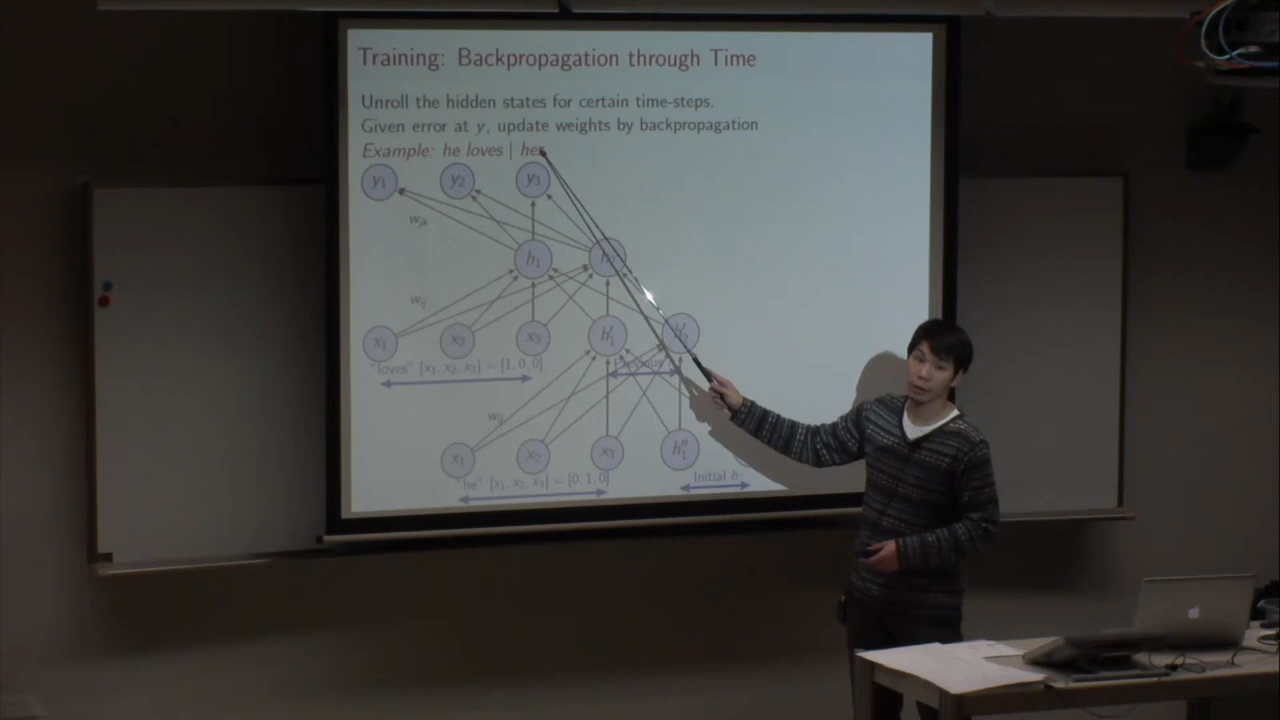 Training: Backpropagation through Time
Unroll the hidden states for certain time-steps.
Given error at y, update weights by backpropagation
Example: he loves | her
y₁ y₂ y₃
wⱼₖ
h₁
wᵢⱼ
x₁ x₂ x₃ h′₁ h′₂
"loves" [x₁, x₂, x₃] = [1, 0, 0]
Previous
wᵢⱼ
x₁ x₂ x₃ h″₁
"he" [x₁, x₂, x₃] = [0, 1, 0]
Initial h